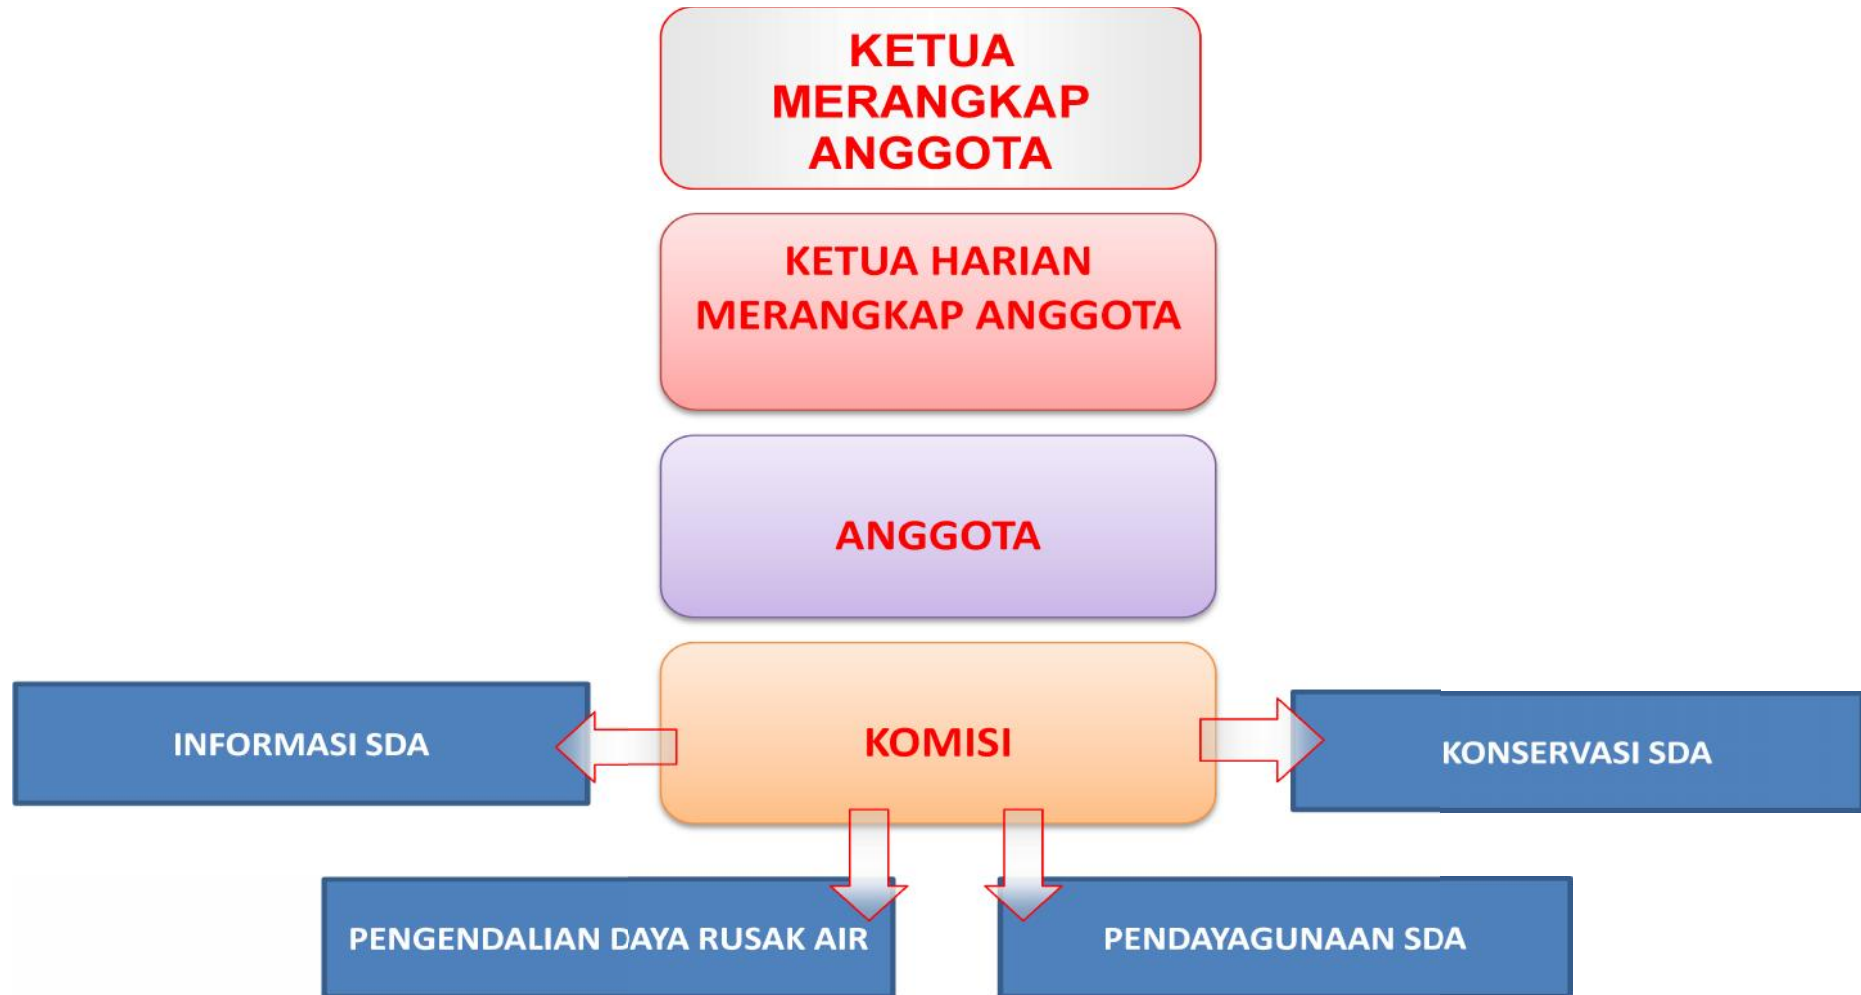 KETUA
MERANGKAP
ANGGOTA
KETUA HARIAN
MERANGKAP ANGGOTA
ANGGOTA
INFORMASI SDA
KOMISI
KONSERVASI SDA
PENGENDALIAN DAYA RUSAK AIR
PENDAYAGUNAAN SDA